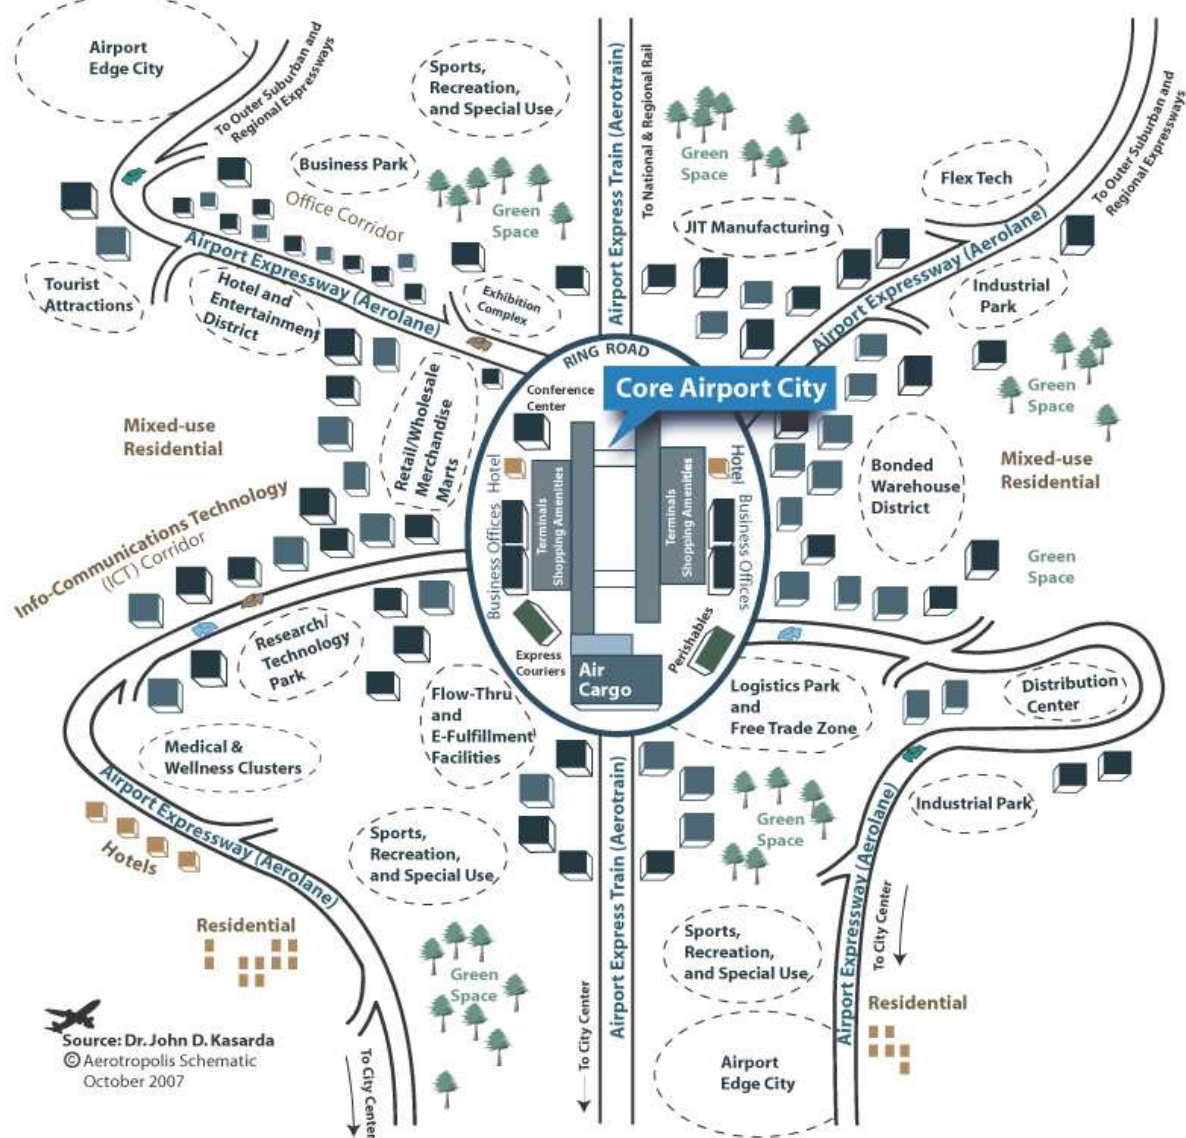 Airport
Edge City
To Outer Suburban and
Regional Expressways
Sports,
Recreation,
and Special Use
Airport Express Train (Aerotrain)
To National & Regional Rail
Green
Space
To Outer Suburban and
Regional Expressways
Business Park
Office Corridor
Green
Space
JIT Manufacturing
Flex Tech
Airport Expressway (Aerolane)
Airport Expressway (Aerolane)
Tourist
Attractions
Hotel and
Entertainment
District
Exhibition
Complex
Industrial
Park
RING ROAD
Core Airport City
Conference
Center
Green
Space
Mixed-use
Residential
Retail/Wholesale
Merchandise
Marts
Hotel
Business Offices
Terminals
Shopping Amenities
Terminals
Shopping Amenities
Hotel
Business Offices
Bonded
Warehouse
District
Mixed-use
Residential
Green
Space
Info-Communications Technology
(ICT) Corridor
Research/
Technology
Park
Express
Couriers
Air
Cargo
Perishables
Flow-Thru
and
E-Fulfillment
Facilities
Logistics Park
and
Free Trade Zone
Distribution
Center
Medical &
Wellness Clusters
Airport Expressway (Aerolane)
Hotels
Sports,
Recreation,
and Special Use
Airport Express Train (Aerotrain)
Green
Space
Industrial Park
Airport Expressway (Aerolane)
To City Center
Residential
Green
Space
Sports,
Recreation,
and Special Use
Residential
To City Center
To City Center
Airport
Edge City
Source: Dr. John D. Kasarda
© Aerotropolis Schematic
October 2007